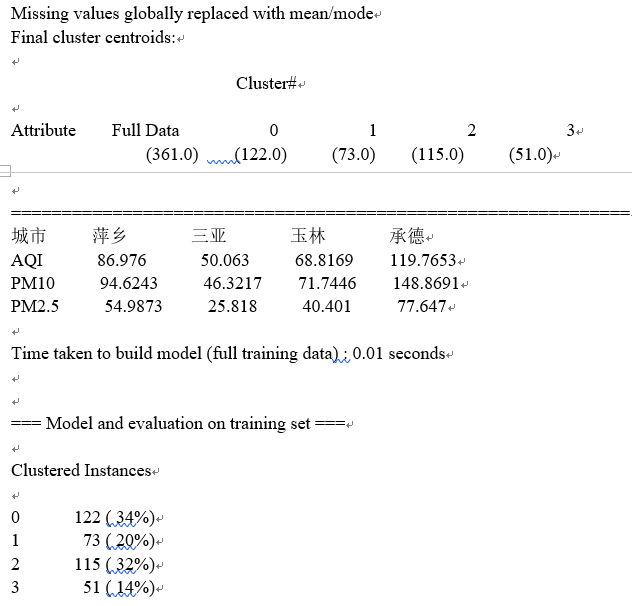 Missing values globally replaced with mean/mode
Final cluster centroids:
Cluster#
Attribute Full Data 0 1 2 3
(361.0) (122.0) (73.0) (115.0) (51.0)
================================================================
城市 萍乡 三亚 玉林 承德
AQI 86.976 50.063 68.8169 119.7653
PM10 94.6243 46.3217 71.7446 148.8691
PM2.5 54.9873 25.818 40.401 77.647
Time taken to build model (full training data) : 0.01 seconds
=== Model and evaluation on training set ===
Clustered Instances
0 122 ( 34%)
1 73 ( 20%)
2 115 ( 32%)
3 51 ( 14%)